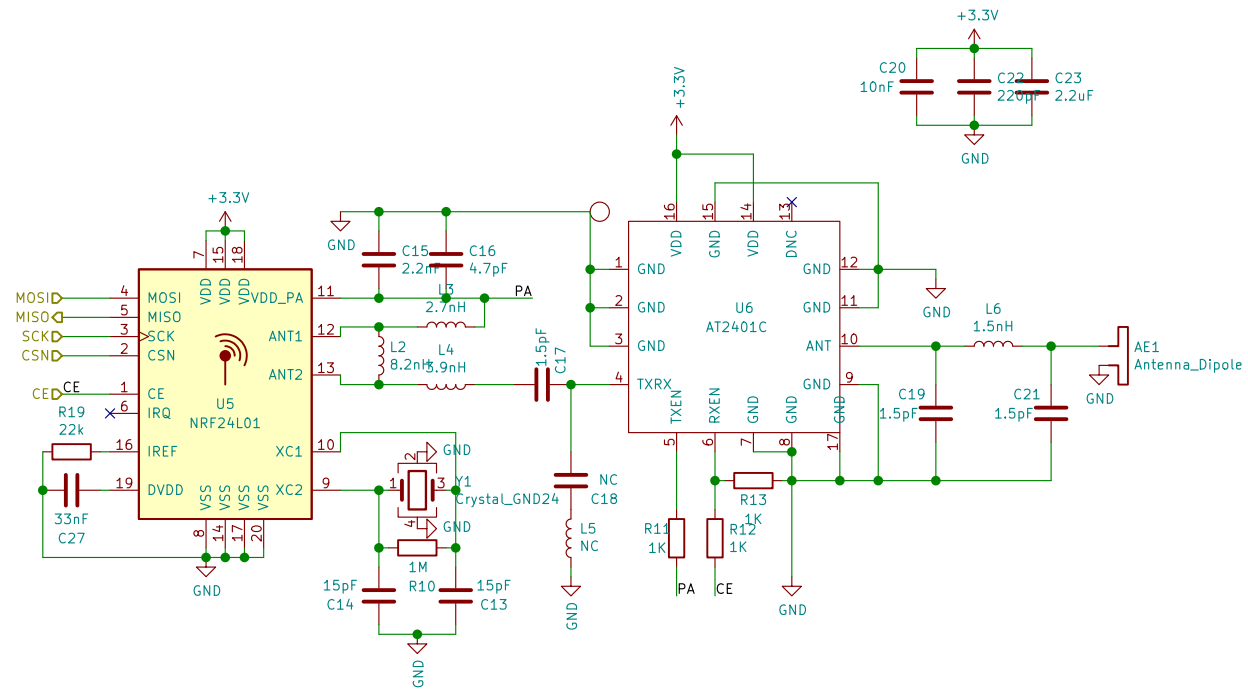 +3.3V
C20
10nF
C22
220pF
C23
2.2uF
GND
+3.3V
+3.3V
GND
C15
2.2nF
C16
4.7pF
PA
L3
2.7nH
L2
8.2nH
L4
3.9nH
1.5pF
C17
MOSI
MISO
SCK
CSN
CE
CE
R19
22k
33nF
C27
7
15
18
VDD
VDD
VDD
4
MOSI
5
MISO
3
SCK
2
CSN
1
CE
6
IRQ
16
IREF
19
DVDD
VDD_PA
11
ANT1
12
ANT2
13
U5
NRF24L01
XC1
10
XC2
9
VSS
VSS
VSS
VSS
8
14
17
20
GND
GND
2
1
3
4
Y1
Crystal_GND24
GND
1M
R10
15pF
C14
15pF
C13
GND
NC
C18
L5
NC
GND
16
15
14
13
VDD
GND
VDD
DNC
1
GND
2
GND
3
GND
4
TXRX
U6
AT2401C
GND
12
GND
11
ANT
10
GND
9
TXEN
RXEN
GND
GND
GND
5
6
7
8
17
GND
L6
1.5nH
AE1
Antenna_Dipole
GND
C19
1.5pF
C21
1.5pF
R13
1K
R11
1K
R12
1K
PA
CE
GND